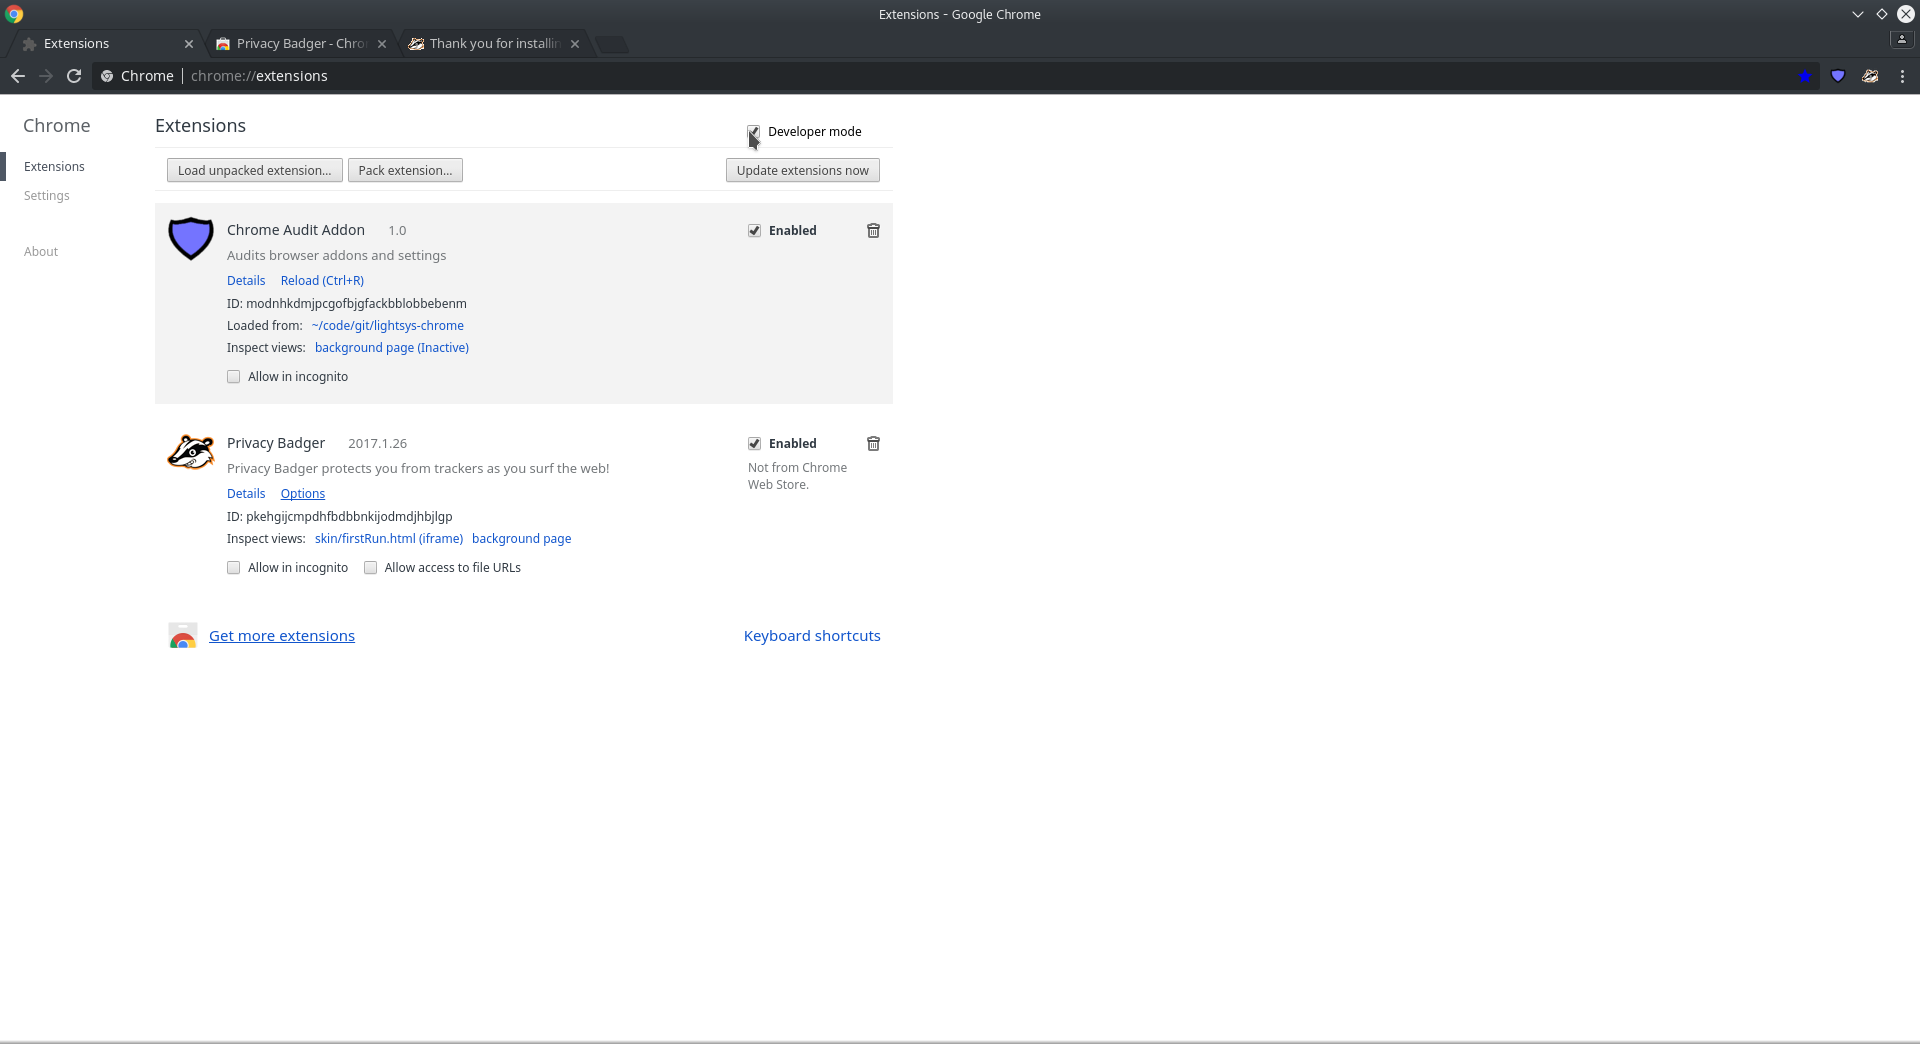 Extensions - Google Chrome
Extensions
Privacy Badger - Chro
Thank you for installin
Chrome
chrome://extensions
Chrome
Extensions
Developer mode
Extensions
Settings
About
Load unpacked extension...
Pack extension...
Update extensions now
Chrome Audit Addon 1.0
Enabled
Audits browser addons and settings
Details Reload (Ctrl+R)
ID: modnhkdmjpcgofbjgfackbblobbebenm
Loaded from: ~/code/git/lightsys-chrome
Inspect views: background page (Inactive)
Allow in incognito
Privacy Badger 2017.1.26
Enabled
Privacy Badger protects you from trackers as you surf the web!
Not from Chrome
Web Store.
Details Options
ID: pkehgijcmpdhfbdbbnkijodmdjhbjlgp
Inspect views: skin/firstRun.html (iframe) background page
Allow in incognito Allow access to file URLs
Get more extensions
Keyboard shortcuts